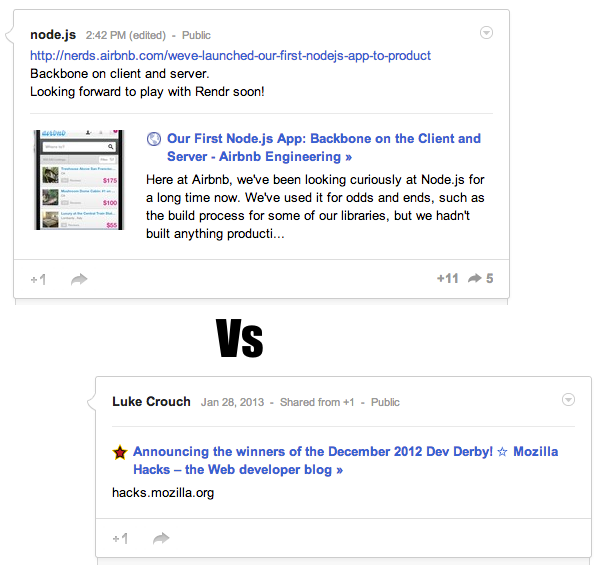 node.js 2:42 PM (edited) - Public
http://nerds.airbnb.com/weve-launched-our-first-nodejs-app-to-product
Backbone on client and server.
Looking forward to play with Rendr soon!
airbnb
Where to?
$175
$100
$55
Our First Node.js App: Backbone on the Client and
Server - Airbnb Engineering »
Here at Airbnb, we've been looking curiously at Node.js for
a long time now. We've used it for odds and ends, such as
the build process for some of our libraries, but we hadn't
built anything producti...
+1
+11 5
Vs
Luke Crouch Jan 28, 2013 - Shared from +1 - Public
Announcing the winners of the December 2012 Dev Derby! ☆ Mozilla
Hacks – the Web developer blog »
hacks.mozilla.org
+1